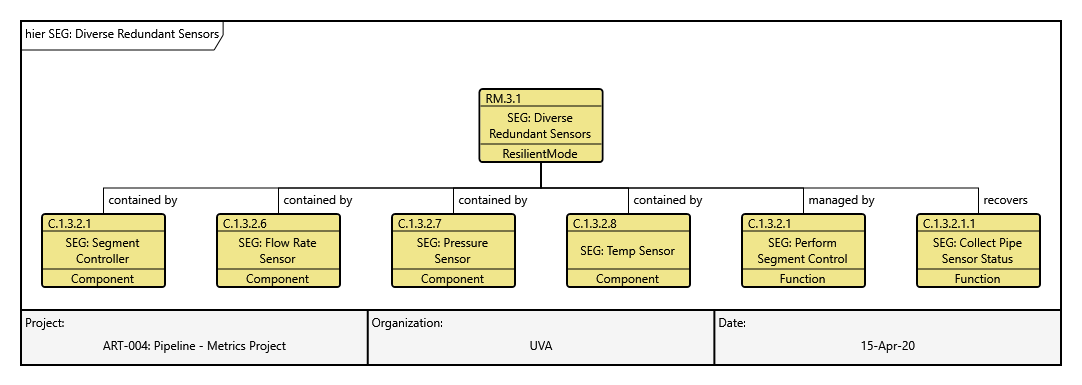 hier SEG: Diverse Redundant Sensors
RM.3.1
SEG: Diverse
Redundant Sensors
ResilientMode
contained by
contained by
contained by
contained by
managed by
recovers
C.1.3.2.1
SEG: Segment
Controller
Component
C.1.3.2.6
SEG: Flow Rate
Sensor
Component
C.1.3.2.7
SEG: Pressure
Sensor
Component
C.1.3.2.8
SEG: Temp Sensor
Component
C.1.3.2.1
SEG: Perform
Segment Control
Function
C.1.3.2.1.1
SEG: Collect Pipe
Sensor Status
Function
Project:
ART-004: Pipeline - Metrics Project
Organization:
UVA
Date:
15-Apr-20